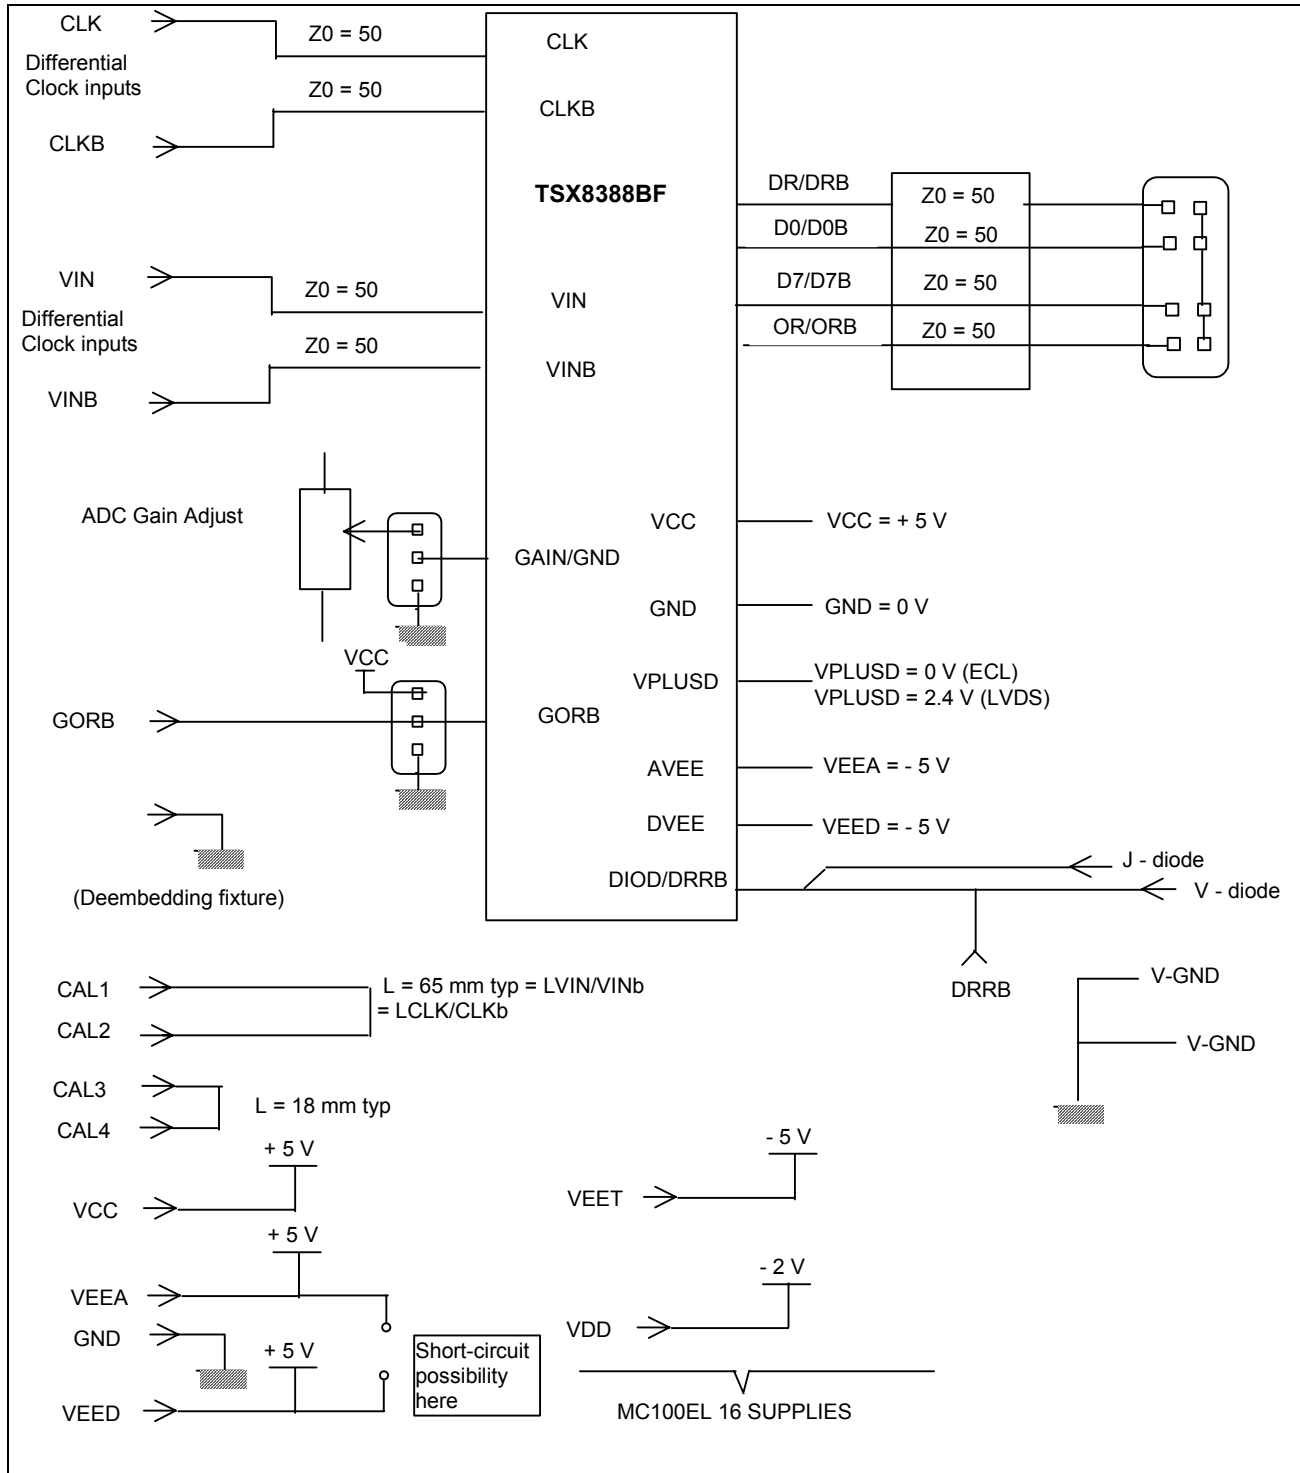 CLK
Z0 = 50
CLK
Differential
Clock inputs
Z0 = 50
CLKB
CLKB
TSX8388BF
DR/DRB
Z0 = 50
D0/D0B
Z0 = 50
VIN
Z0 = 50
VIN
D7/D7B
Z0 = 50
Differential
Clock inputs
OR/ORB
Z0 = 50
Z0 = 50
VINB
VINB
ADC Gain Adjust
VCC
VCC = + 5 V
GAIN/GND
GND
GND = 0 V
VCC
VPLUSD
VPLUSD = 0 V (ECL)
VPLUSD = 2.4 V (LVDS)
GORB
GORB
AVEE
VEEA = - 5 V
DVEE
VEED = - 5 V
DIOD/DRRB
J - diode
V - diode
(Deembedding fixture)
CAL1
L = 65 mm typ = LVIN/VINb
= LCLK/CLKb
CAL2
DRRB
V-GND
V-GND
CAL3
L = 18 mm typ
CAL4
+ 5 V
- 5 V
VCC
VEET
+ 5 V
- 2 V
VEEA
GND
VDD
+ 5 V
Short-circuit
possibility
here
VEED
MC100EL 16 SUPPLIES